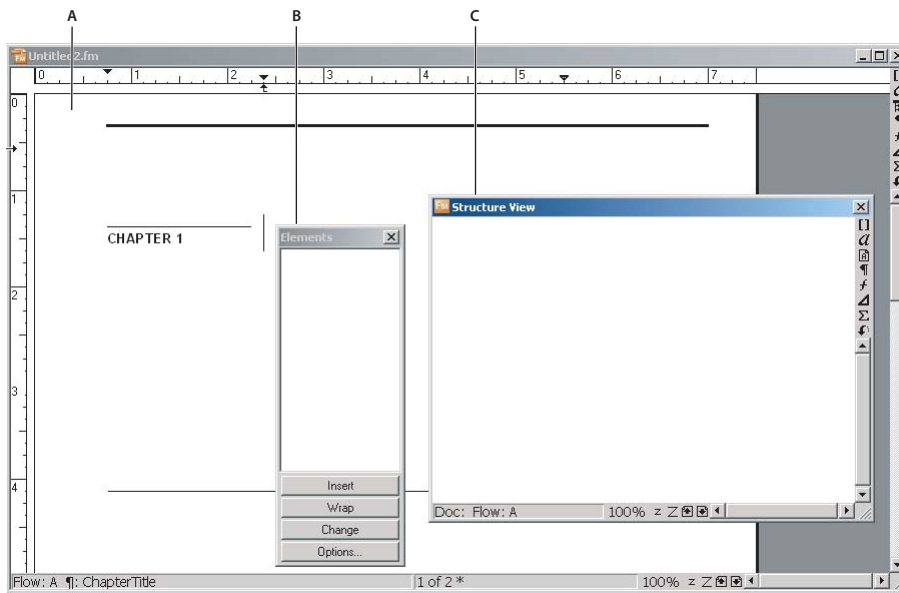 A B C
Untitled2.fm
0 1 2 3 4 5 6 7
0
1
2
3
4
CHAPTER 1
Elements
Insert
Wrap
Change
Options...
Structure View
Doc: Flow: A 100% z Z
Flow: A ¶: ChapterTitle 1 of 2 * 100% z Z